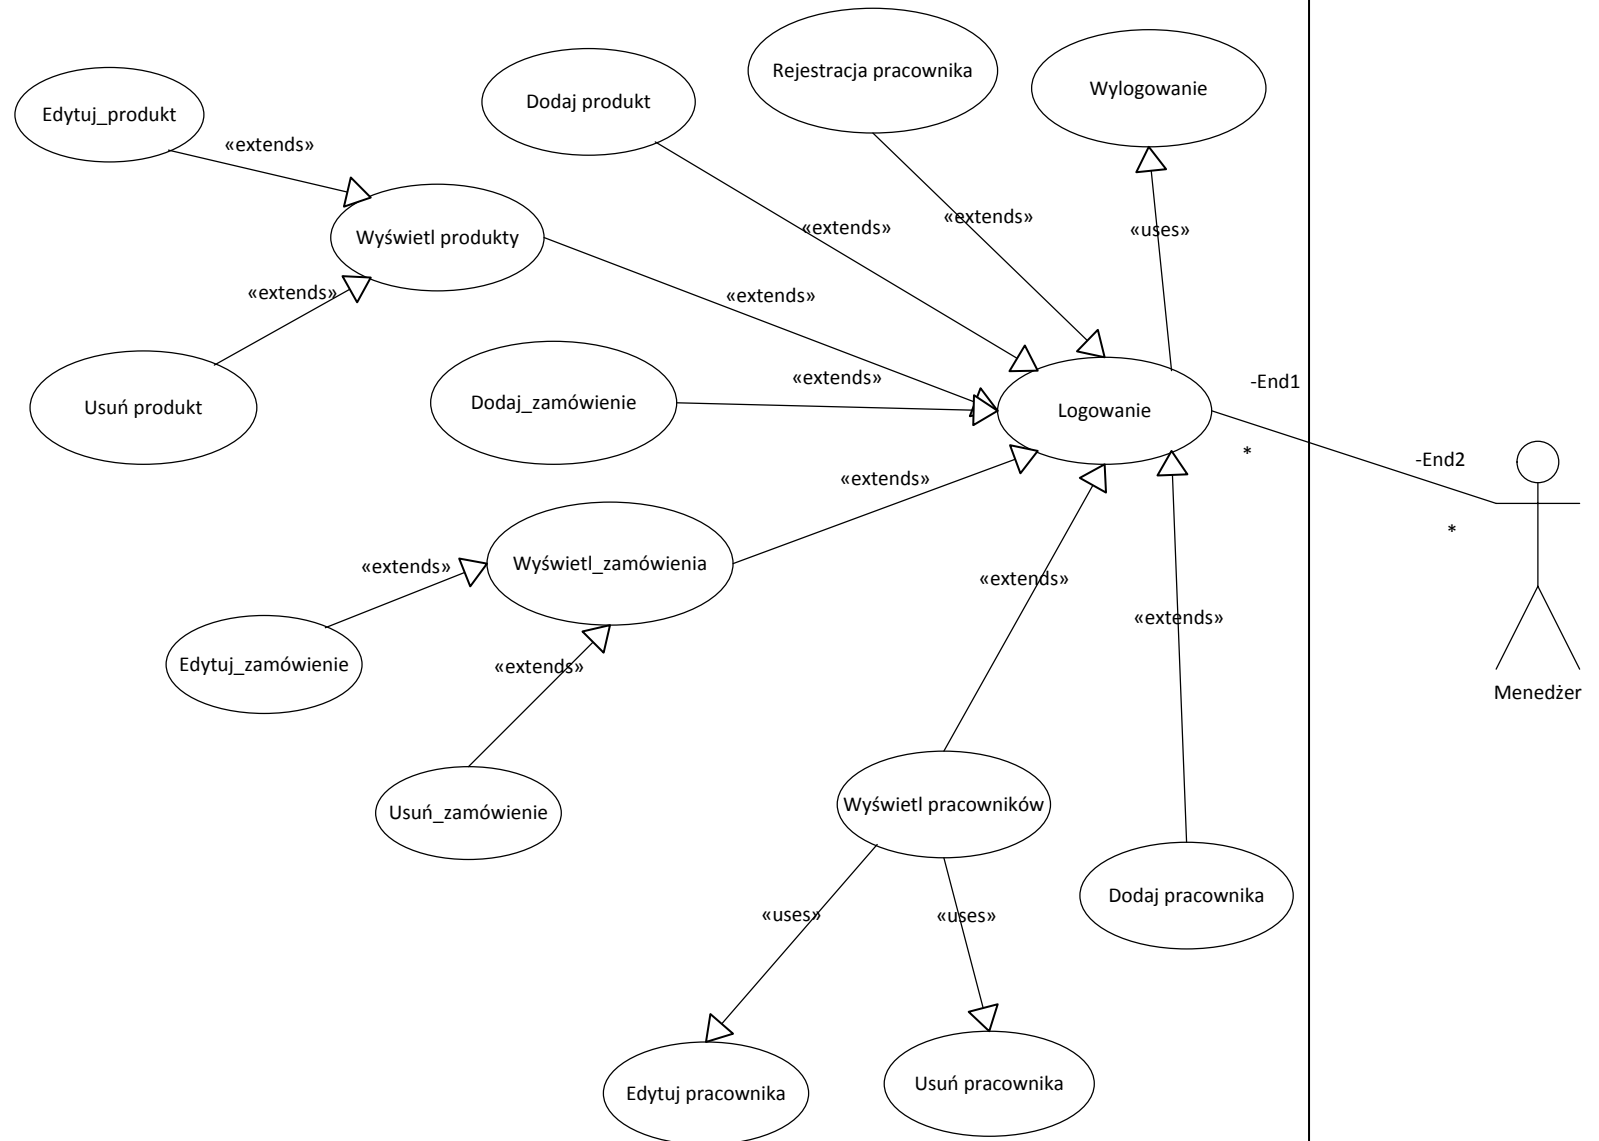 Rejestracja pracownika
Wylogowanie
Dodaj produkt
Edytuj_produkt
«extends»
«extends»
«extends»
«uses»
Wyświetl produkty
«extends»
«extends»
«extends»
-End1
Usuń produkt
Dodaj_zamówienie
Logowanie
*
-End2
«extends»
*
«extends»
Wyświetl_zamówienia
«extends»
«extends»
«extends»
Edytuj_zamówienie
Menedżer
Usuń_zamówienie
Wyświetl pracowników
Dodaj pracownika
«uses»
«uses»
Edytuj pracownika
Usuń pracownika